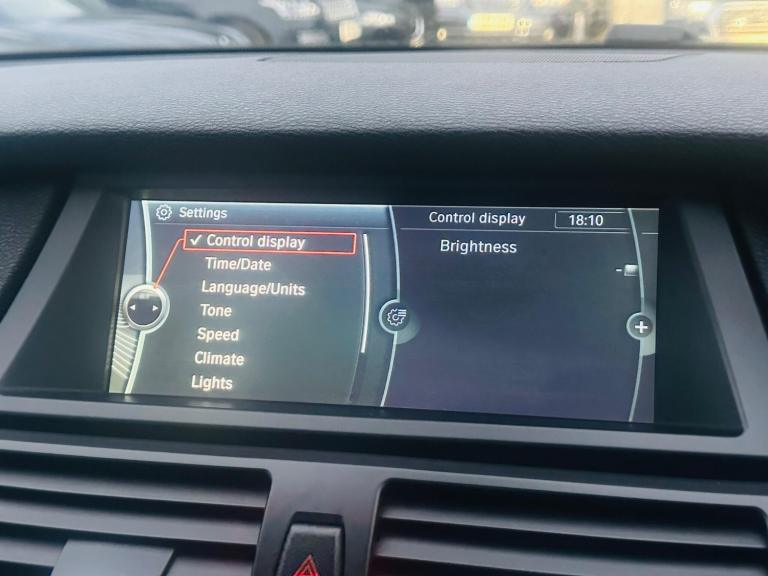 Settings
✓ Control display
Time/Date
Language/Units
Tone
Speed
Climate
Lights
Control display
18:10
Brightness